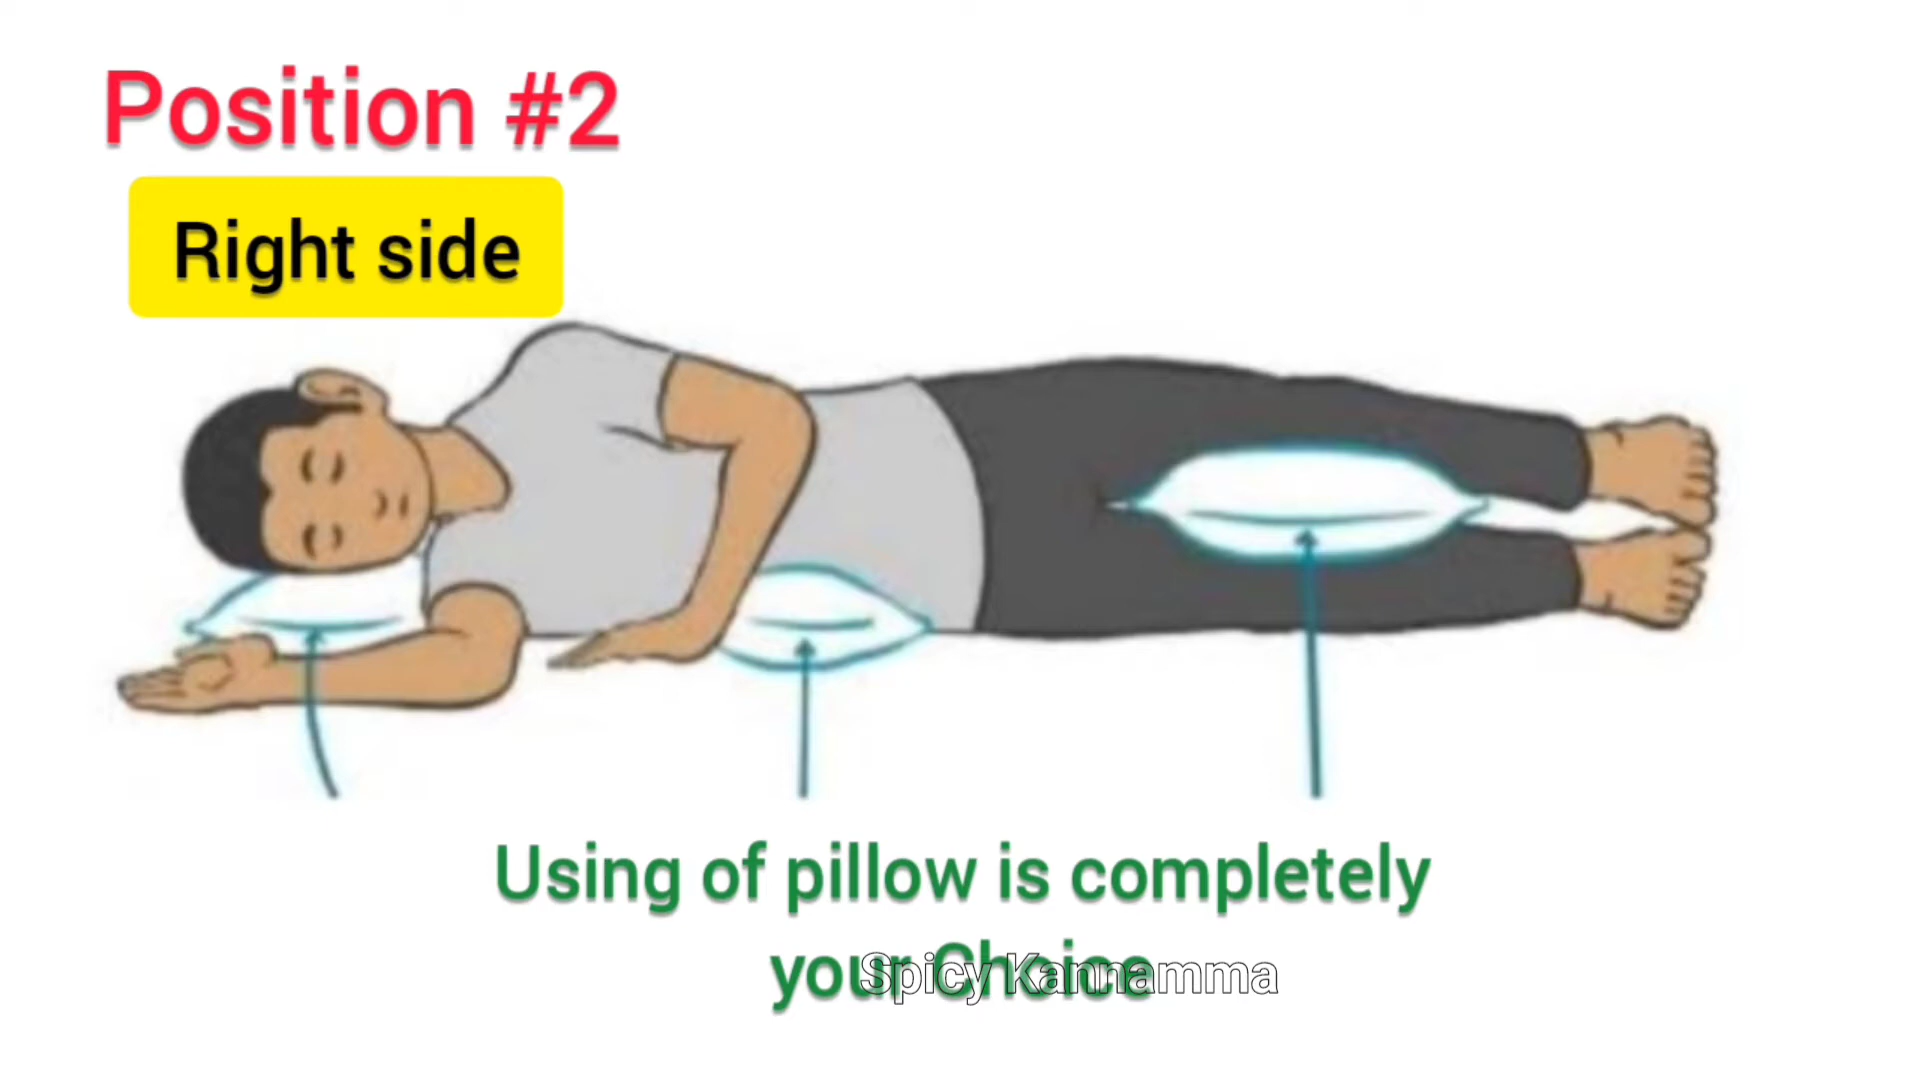 Position #2
Right side
Using of pillow is completely
your Choice
Spicy Kannamma